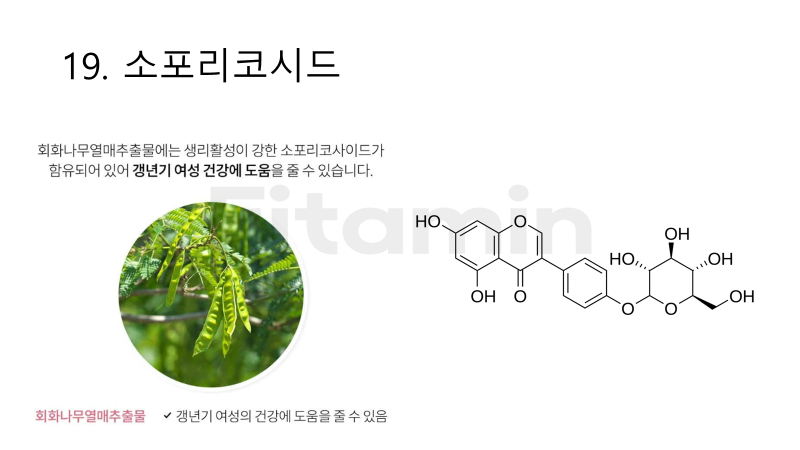 19. 소포리코시드
회화나무열매추출물에는 생리활성이 강한 소포리코사이드가
함유되어 있어 갱년기 여성 건강에 도움을 줄 수 있습니다.
Fitamin
HO
O
OH
O
O
O
HO
OH
OH
OH
회화나무열매추출물
✓ 갱년기 여성의 건강에 도움을 줄 수 있음